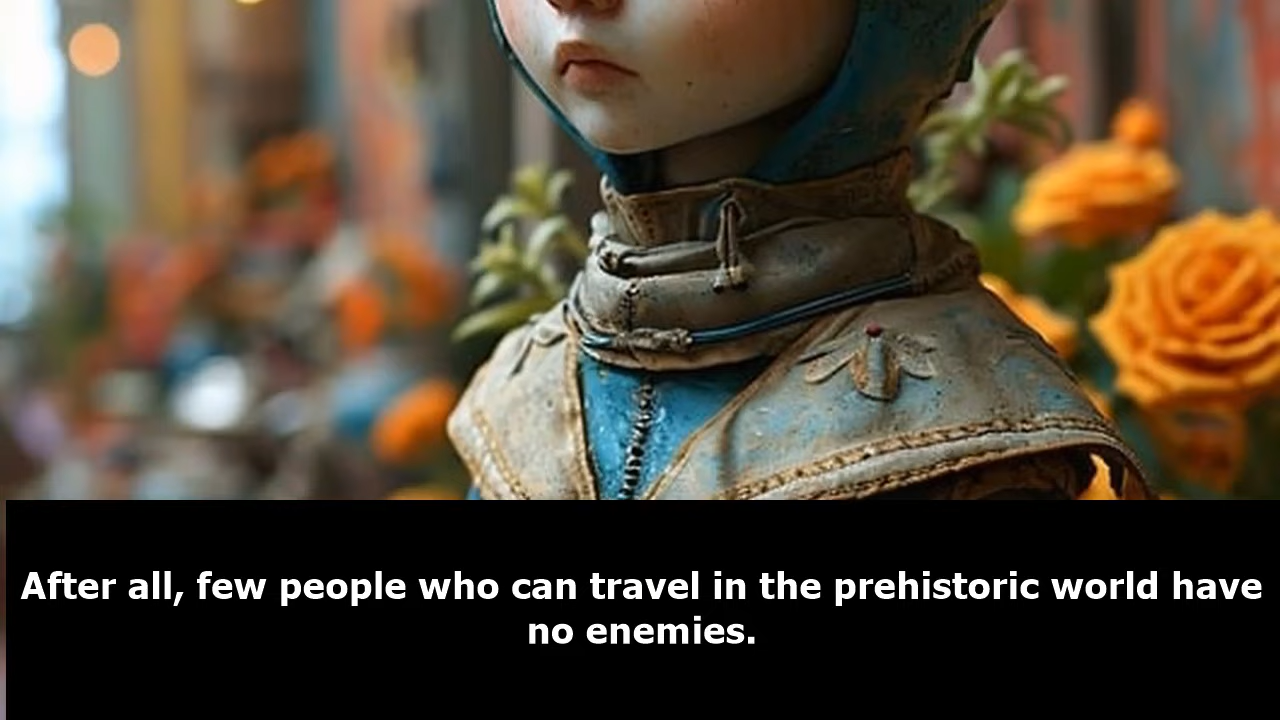 After all, few people who can travel in the prehistoric world have
no enemies.